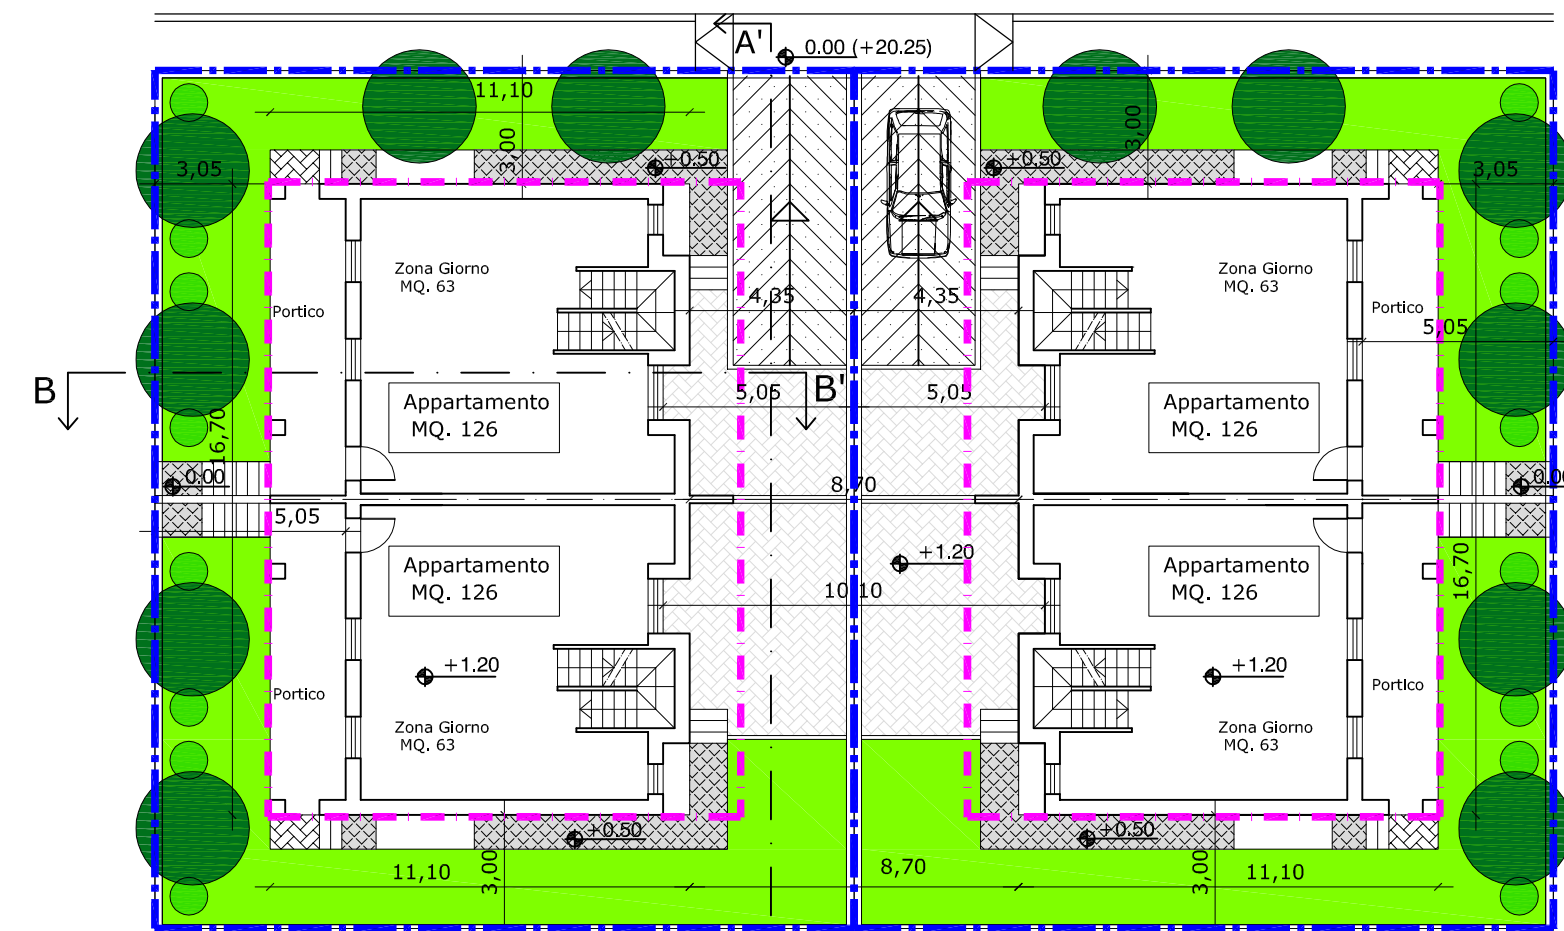 A'
0.00 (+20.25)
11,10
3,00
3,00
+0.50
+0.50
3,05
3,05
Zona Giorno
MQ. 63
Zona Giorno
MQ. 63
4,35
4,35
Portico
Portico
5,05
B
B'
5,05
5,05
Appartamento
MQ. 126
Appartamento
MQ. 126
16,70
0.00
8,70
0.00
5,05
Appartamento
MQ. 126
+1.20
Appartamento
MQ. 126
16,70
10,10
+1.20
+1.20
Portico
Portico
Zona Giorno
MQ. 63
Zona Giorno
MQ. 63
+0.50
+0.50
11,10
3,00
8,70
3,00
11,10